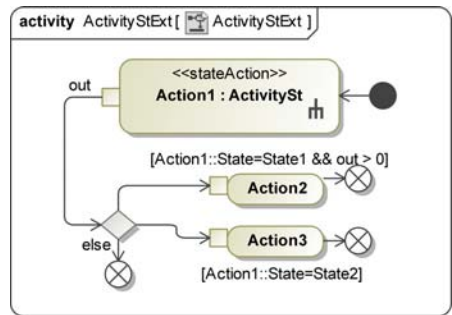 activity ActivityStExt [ ActivityStExt ]
<<stateAction>>
out
Action1 : ActivitySt
[Action1::State=State1 && out > 0]
Action2
else
Action3
[Action1::State=State2]